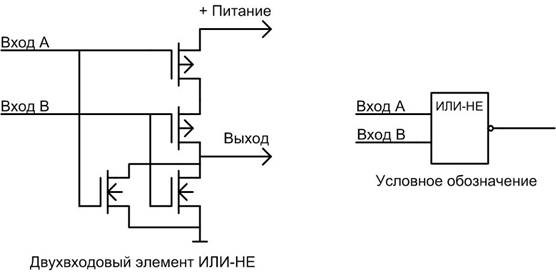 + Питание
Вход А
Вход В
Выход
Двухвходовый элемент ИЛИ-НЕ
Вход А
ИЛИ-НЕ
Вход В
Условное обозначение